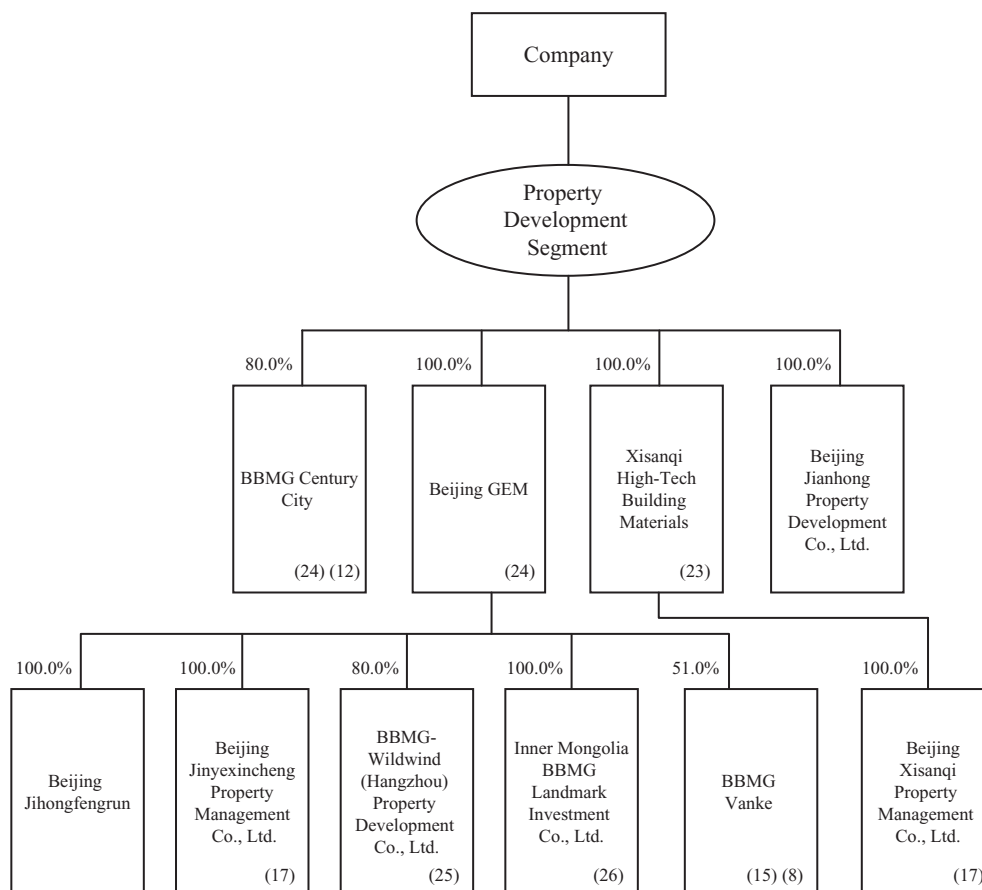 Company
Property
Development
Segment
80.0%
100.0%
100.0%
100.0%
BBMG Century
City
(24) (12)
Beijing GEM
(24)
Xisanqi
High-Tech
Building
Materials
(23)
Beijing
Jianhong
Property
Development
Co., Ltd.
100.0%
100.0%
80.0%
100.0%
51.0%
100.0%
Beijing
Jihongfengrun
Beijing
Jinyexincheng
Property
Management
Co., Ltd.
(17)
BBMG-
Wildwind
(Hangzhou)
Property
Development
Co., Ltd.
(25)
Inner Mongolia
BBMG
Landmark
Investment
Co., Ltd.
(26)
BBMG
Vanke
(15) (8)
Beijing
Xisanqi
Property
Management
Co., Ltd.
(17)